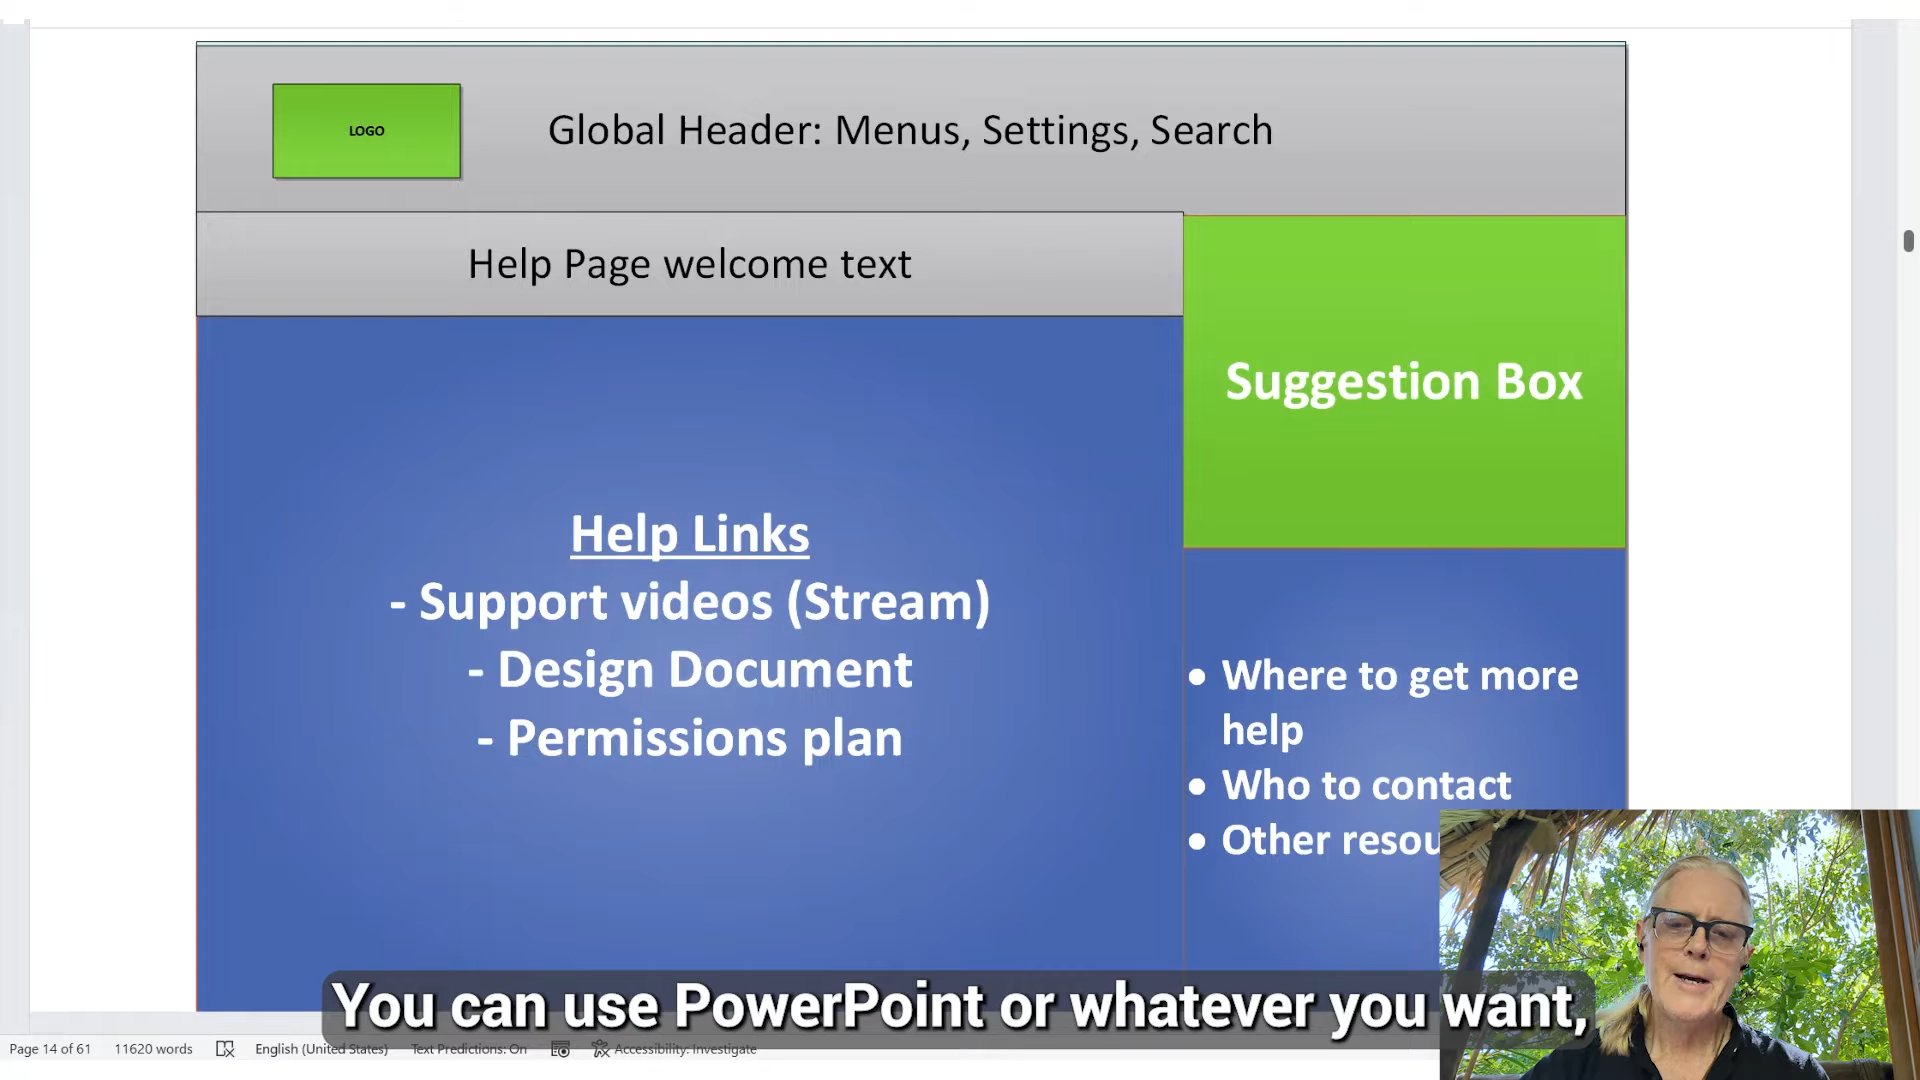 LOGO
Global Header: Menus, Settings, Search
Help Page welcome text
Suggestion Box
Help Links
- Support videos (Stream)
- Design Document
- Permissions plan
• Where to get more
help
• Who to contact
• Other
You can use PowerPoint or whatever you want,
Page 14 of 61 11620 words English (United States) Text Predictions: On Accessibility: Investigate